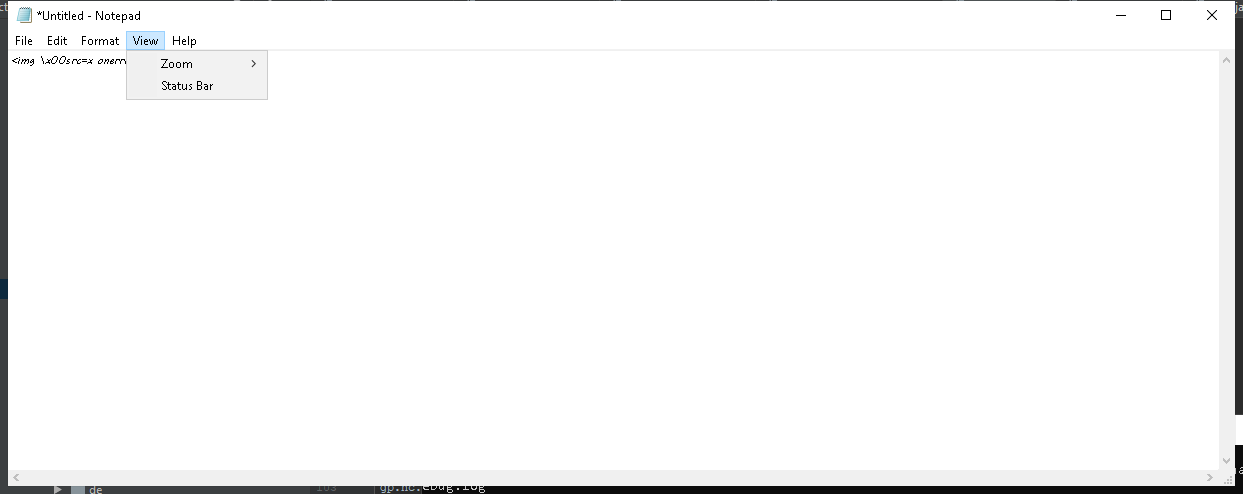 *Untitled - Notepad
File Edit Format View Help
<img \x00src=x onerr
Zoom
Status Bar
de
103
gp.nc.
ebug.log